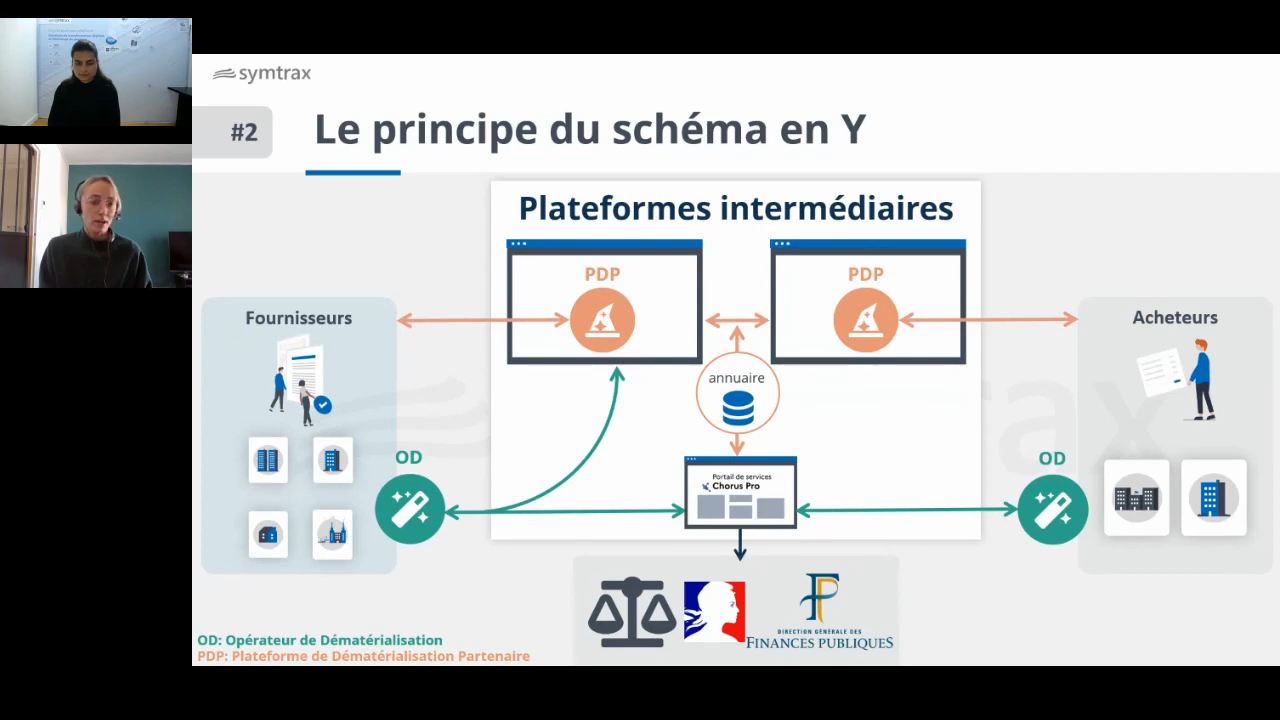 symtrax
#2
Le principe du schéma en Y
Plateformes intermédiaires
PDP
PDP
Fournisseurs
Acheteurs
annuaire
OD
OD
Portail de services
Chorus Pro
DIRECTION GÉNÉRALE DES
FINANCES PUBLIQUES
OD: Opérateur de Dématérialisation
PDP: Plateforme de Dématérialisation Partenaire